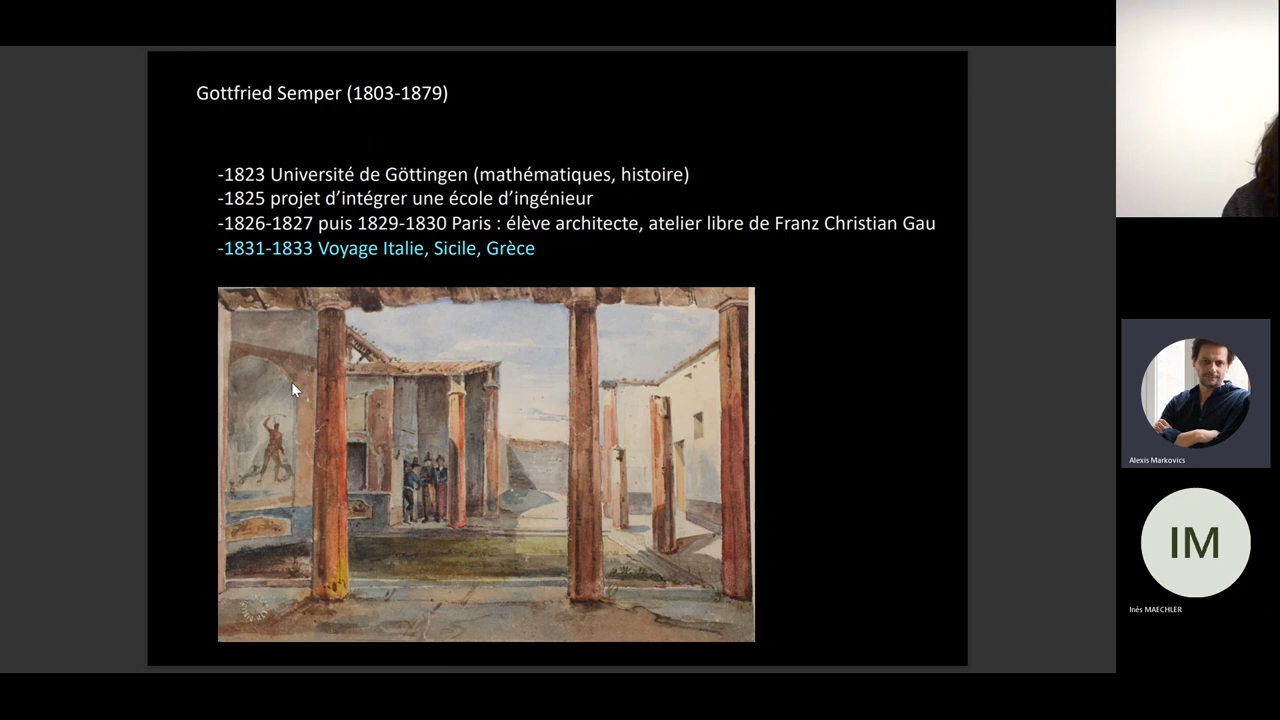 Gottfried Semper (1803-1879)
-1823 Université de Göttingen (mathématiques, histoire)
-1825 projet d’intégrer une école d’ingénieur
-1826-1827 puis 1829-1830 Paris : élève architecte, atelier libre de Franz Christian Gau
-1831-1833 Voyage Italie, Sicile, Grèce
Alexis Markovics
IM
Inès MAECHLER